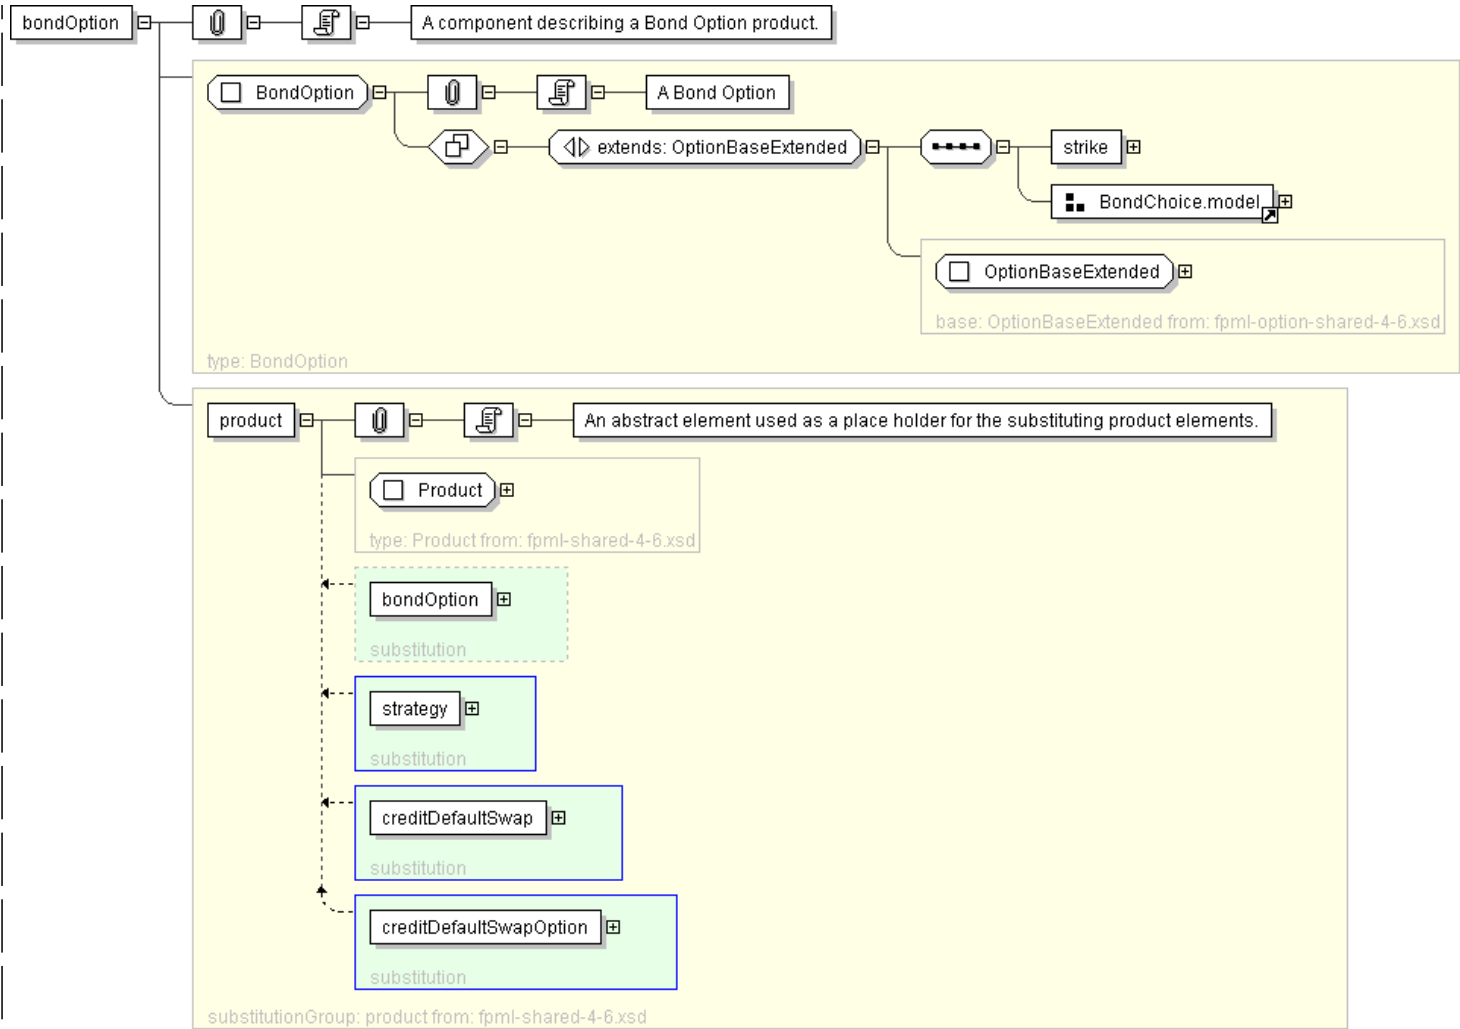 bondOption
A component describing a Bond Option product.
BondOption
A Bond Option
extends: OptionBaseExtended
strike
BondChoice.model
OptionBaseExtended
base: OptionBaseExtended from: fpml-option-shared-4-6.xsd
type: BondOption
product
An abstract element used as a place holder for the substituting product elements.
Product
type: Product from: fpml-shared-4-6.xsd
bondOption
substitution
strategy
substitution
creditDefaultSwap
substitution
creditDefaultSwapOption
substitution
substitutionGroup: product from: fpml-shared-4-6.xsd